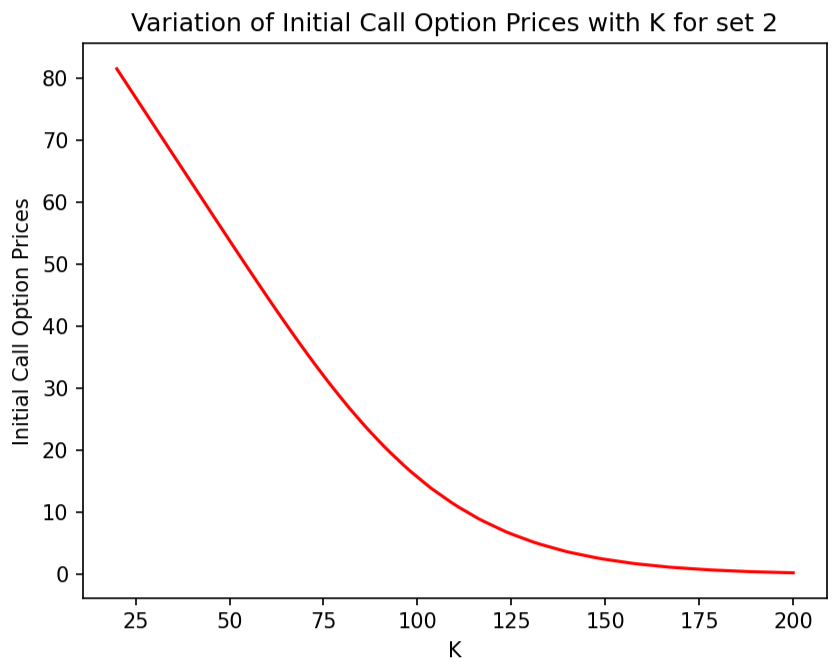 Variation of Initial Call Option Prices with K for set 2
Initial Call Option Prices
80
70
60
50
40
30
20
10
0
25 50 75 100 125 150 175 200
K